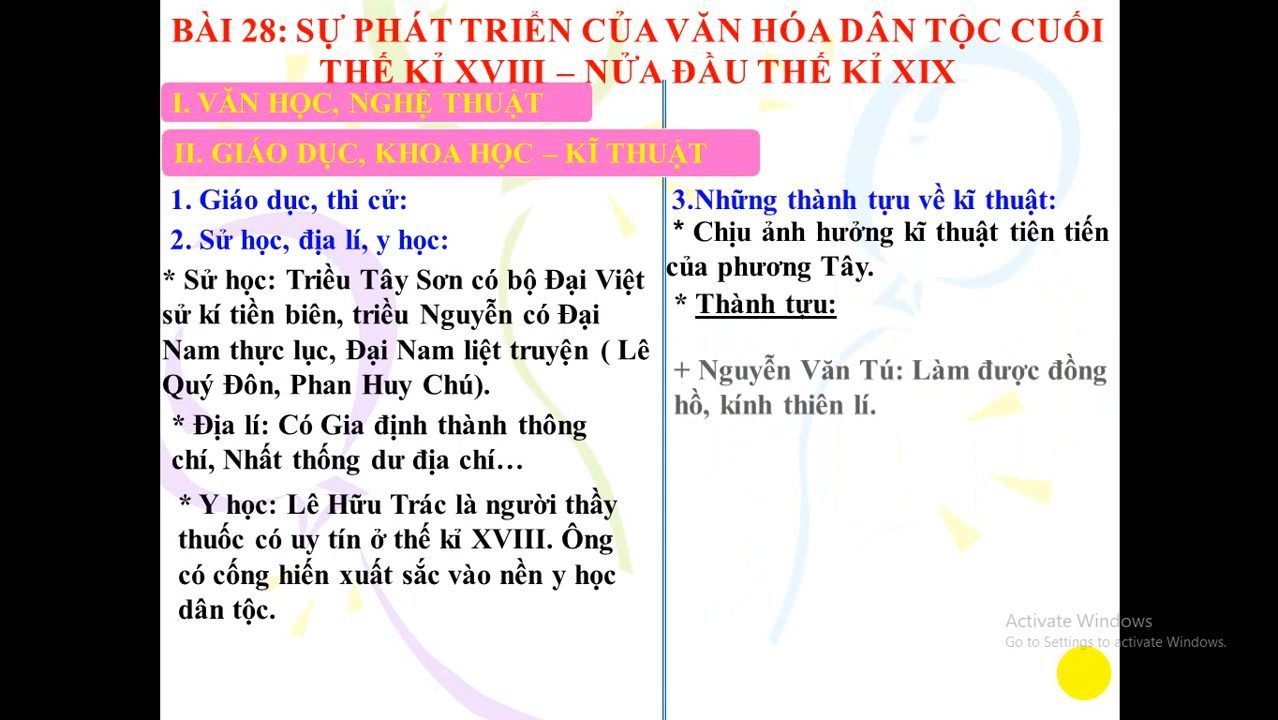 BÀI 28: SỰ PHÁT TRIỂN CỦA VĂN HÓA DÂN TỘC CUỐI
THẾ KỈ XVIII – NỬA ĐẦU THẾ KỈ XIX
I. VĂN HỌC, NGHỆ THUẬT
II. GIÁO DỤC, KHOA HỌC – KĨ THUẬT
1. Giáo dục, thi cử:
2. Sử học, địa lí, y học:
* Sử học: Triều Tây Sơn có bộ Đại Việt
sử kí tiền biên, triều Nguyễn có Đại
Nam thực lục, Đại Nam liệt truyện ( Lê
Quý Đôn, Phan Huy Chú).
* Địa lí: Có Gia định thành thông
chí, Nhất thống dư địa chí…
* Y học: Lê Hữu Trác là người thầy
thuốc có uy tín ở thế kỉ XVIII. Ông
có cống hiến xuất sắc vào nền y học
dân tộc.
3.Những thành tựu về kĩ thuật:
* Chịu ảnh hưởng kĩ thuật tiên tiến
của phương Tây.
* Thành tựu:
+ Nguyễn Văn Tú: Làm được đồng
hồ, kính thiên lí.
Activate Windows
Go to Settings to activate Windows.